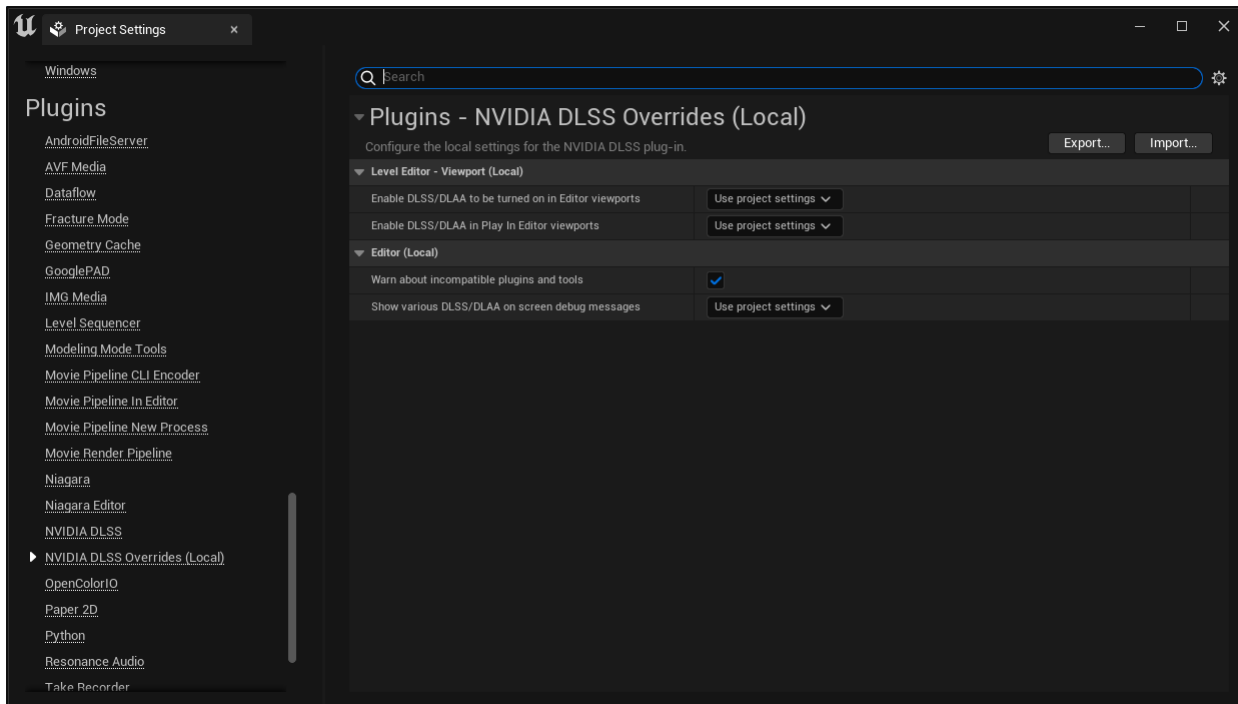 Project Settings
Windows
Plugins
AndroidFileServer
AVF Media
Dataflow
Fracture Mode
Geometry Cache
GooglePAD
IMG Media
Level Sequencer
Modeling Mode Tools
Movie Pipeline CLI Encoder
Movie Pipeline In Editor
Movie Pipeline New Process
Movie Render Pipeline
Niagara
Niagara Editor
NVIDIA DLSS
NVIDIA DLSS Overrides (Local)
OpenColorIO
Paper 2D
Python
Resonance Audio
Take Recorder
Search
Plugins - NVIDIA DLSS Overrides (Local)
Configure the local settings for the NVIDIA DLSS plug-in.
Export... Import...
Level Editor - Viewport (Local)
Enable DLSS/DLAA to be turned on in Editor viewports Use project settings
Enable DLSS/DLAA in Play In Editor viewports Use project settings
Editor (Local)
Warn about incompatible plugins and tools
Show various DLSS/DLAA on screen debug messages Use project settings